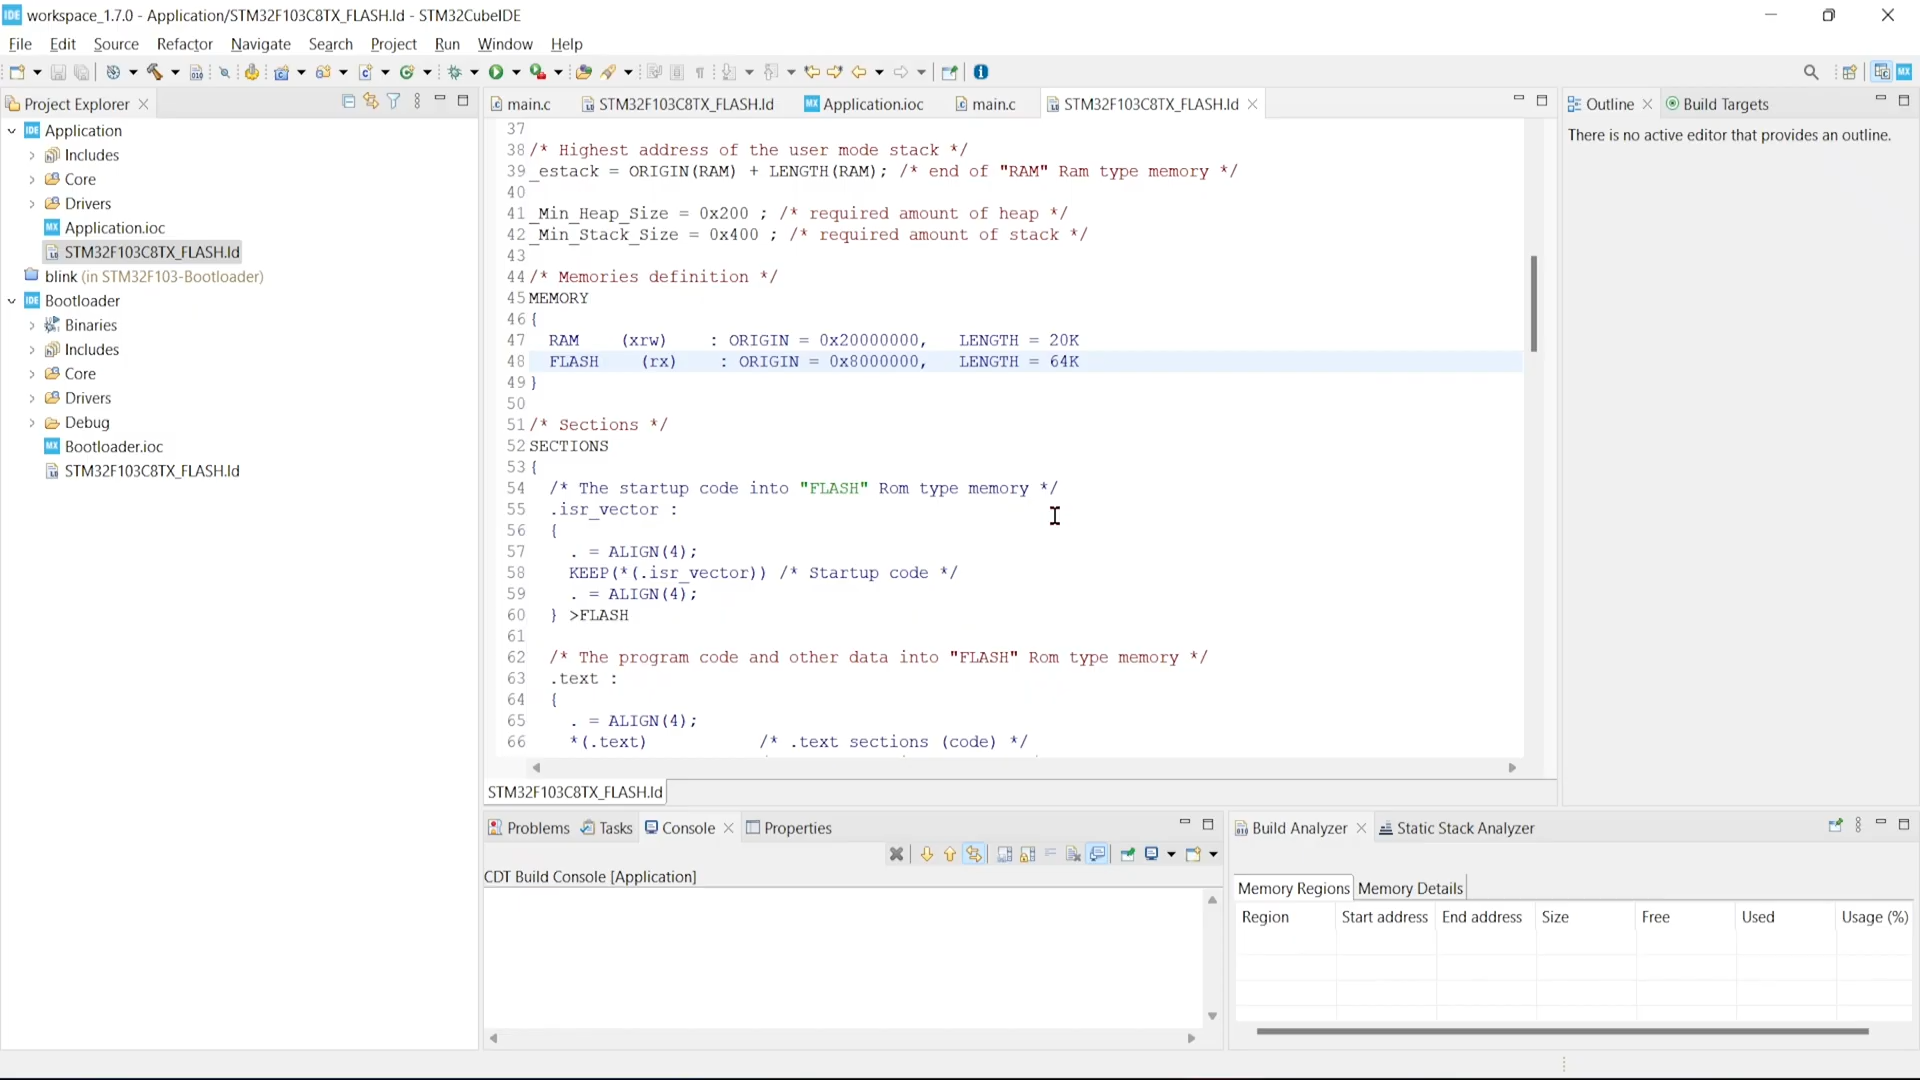 workspace_1.7.0 - Application/STM32F103C8TX_FLASH.ld - STM32CubeIDE
File Edit Source Refactor Navigate Search Project Run Window Help
Project Explorer
Application
Includes
Core
Drivers
Application.ioc
STM32F103C8TX_FLASH.ld
blink (in STM32F103-Bootloader)
Bootloader
Binaries
Includes
Core
Drivers
Debug
Bootloader.ioc
STM32F103C8TX_FLASH.ld
main.c STM32F103C8TX_FLASH.ld Application.ioc main.c STM32F103C8TX_FLASH.ld
37
38 /* Highest address of the user mode stack */
39 _estack = ORIGIN(RAM) + LENGTH(RAM); /* end of "RAM" Ram type memory */
40
41 _Min_Heap_Size = 0x200 ; /* required amount of heap */
42 _Min_Stack_Size = 0x400 ; /* required amount of stack */
43
44 /* Memories definition */
45 MEMORY
46 {
47 RAM (xrw) : ORIGIN = 0x20000000, LENGTH = 20K
48 FLASH (rx) : ORIGIN = 0x8000000, LENGTH = 64K
49 }
50
51 /* Sections */
52 SECTIONS
53 {
54 /* The startup code into "FLASH" Rom type memory */
55 .isr_vector :
56 {
57 . = ALIGN(4);
58 KEEP(*(.isr_vector)) /* Startup code */
59 . = ALIGN(4);
60 } >FLASH
61
62 /* The program code and other data into "FLASH" Rom type memory */
63 .text :
64 {
65 . = ALIGN(4);
66 *(.text) /* .text sections (code) */
STM32F103C8TX_FLASH.ld
Outline Build Targets
There is no active editor that provides an outline.
Problems Tasks Console Properties
CDT Build Console [Application]
Build Analyzer Static Stack Analyzer
Memory Regions Memory Details
Region Start address End address Size Free Used Usage (%)